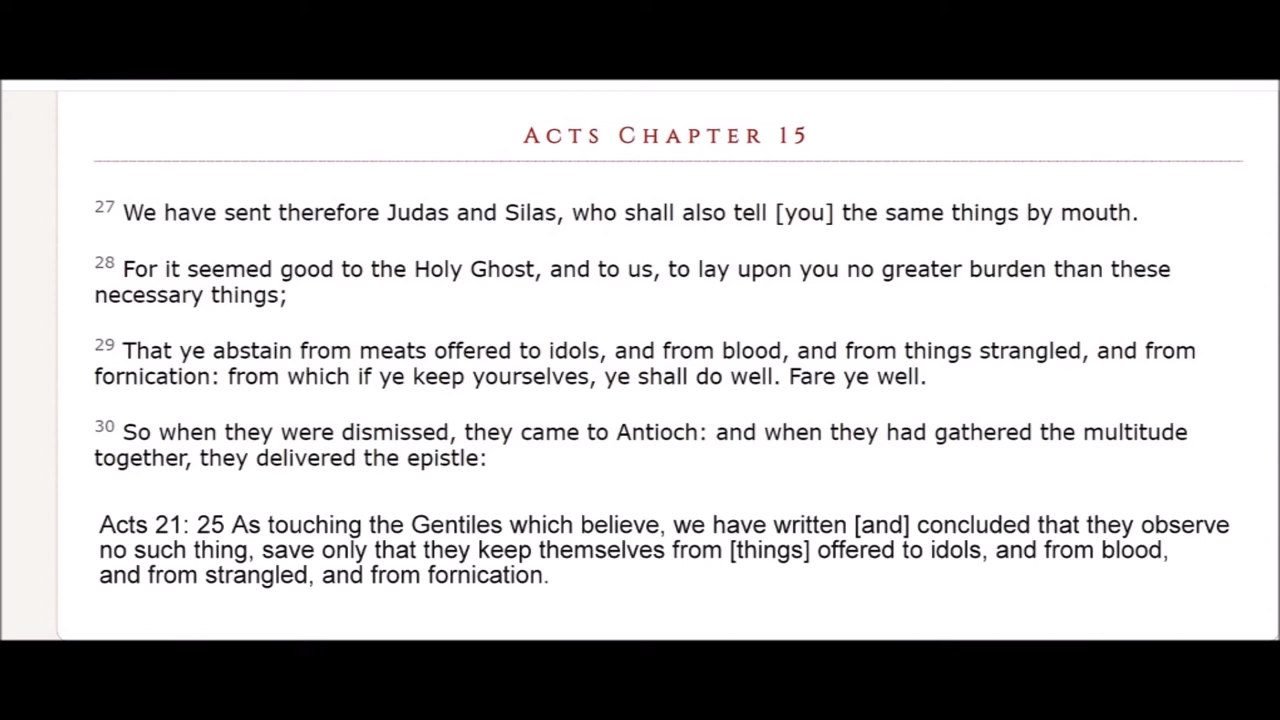 Acts Chapter 15
27 We have sent therefore Judas and Silas, who shall also tell [you] the same things by mouth.
28 For it seemed good to the Holy Ghost, and to us, to lay upon you no greater burden than these
necessary things;
29 That ye abstain from meats offered to idols, and from blood, and from things strangled, and from
fornication: from which if ye keep yourselves, ye shall do well. Fare ye well.
30 So when they were dismissed, they came to Antioch: and when they had gathered the multitude
together, they delivered the epistle:
Acts 21: 25 As touching the Gentiles which believe, we have written [and] concluded that they observe
no such thing, save only that they keep themselves from [things] offered to idols, and from blood,
and from strangled, and from fornication.